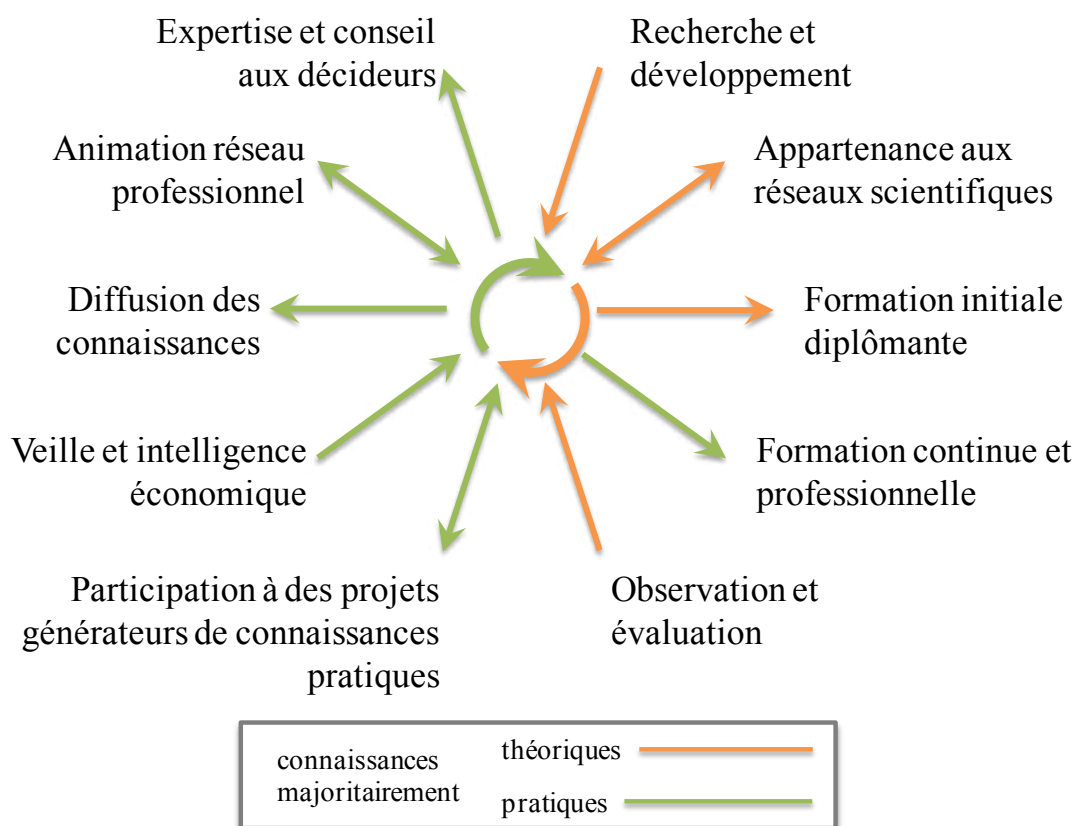 Expertise et conseil
aux décideurs
Recherche et
développement
Animation réseau
professionnel
Appartenance aux
réseaux scientifiques
Diffusion des
connaissances
Formation initiale
diplômante
Veille et intelligence
économique
Formation continue et
professionnelle
Participation à des projets
générateurs de connaissances
pratiques
Observation et
évaluation
connaissances
majoritairement
théoriques
pratiques